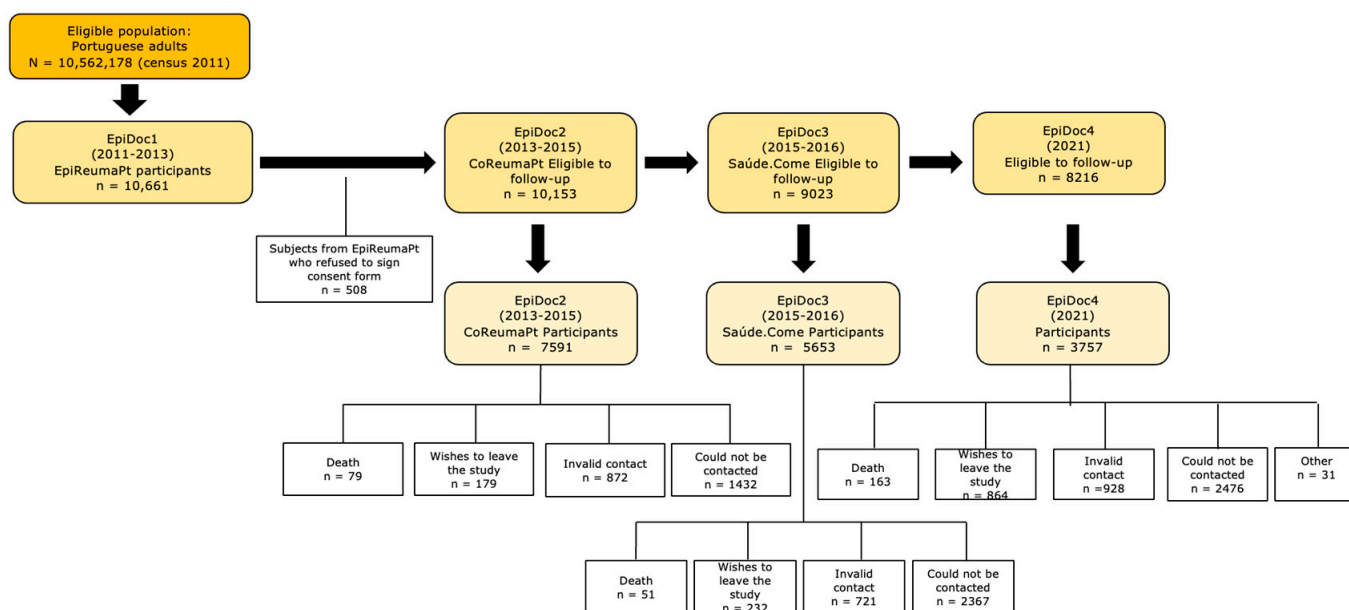 Eligible population:
Portuguese adults
N = 10,562,178 (census 2011)
EpiDoc1
(2011-2013)
EpiReumaPt participants
n = 10,661
Subjects from EpiReumaPt
who refused to sign
consent form
n = 508
EpiDoc2
(2013-2015)
CoReumaPt Eligible to
follow-up
n = 10,153
EpiDoc3
(2015-2016)
Saúde.Come Eligible to
follow-up
n = 9023
EpiDoc4
(2021)
Eligible to follow-up
n = 8216
EpiDoc2
(2013-2015)
CoReumaPt Participants
n = 7591
EpiDoc3
(2015-2016)
Saúde.Come Participants
n = 5653
EpiDoc4
(2021)
Participants
n = 3757
Death
n = 79
Wishes to leave
the study
n = 179
Invalid contact
n = 872
Could not be
contacted
n = 1432
Death
n = 163
Wishes to
leave the
study
n = 864
Invalid
contact
n =928
Could not be
contacted
n = 2476
Other
n = 31
Death
n = 51
Wishes to
leave the
study
n = 232
Invalid
contact
n = 721
Could not be
contacted
n = 2367